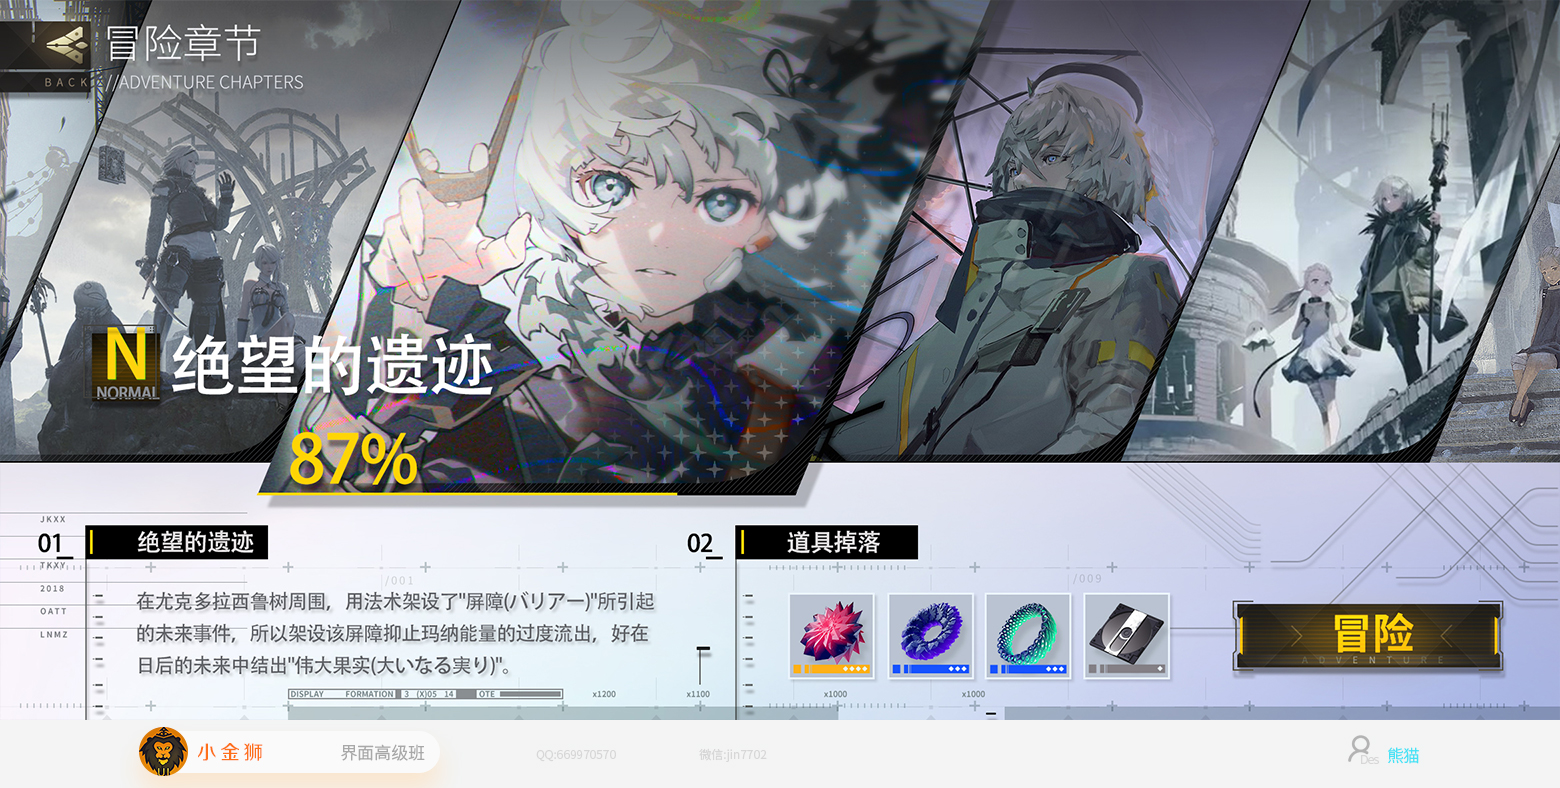 冒险章节
BACK
//ADVENTURE CHAPTERS
N
NORMAL
绝望的遗迹
87%
JKXX
01
绝望的遗迹
TKXY
2018
OATT
LNMZ
/001
在尤克多拉西鲁树周围，用法术架设了"屏障(バリアー)"所引起
的未来事件，所以架设该屏障抑止玛纳能量的过度流出，好在
日后的未来中结出"伟大果实(大いなる実り)"。
DISPLAY FORMATION 3 (X)05 14 OTE
x1200
x1100
02
道具掉落
/009
x1000
x1000
冒险
ADVENTURE
小金狮
界面高级班
QQ:669970570
微信:jin7702
Des
熊猫